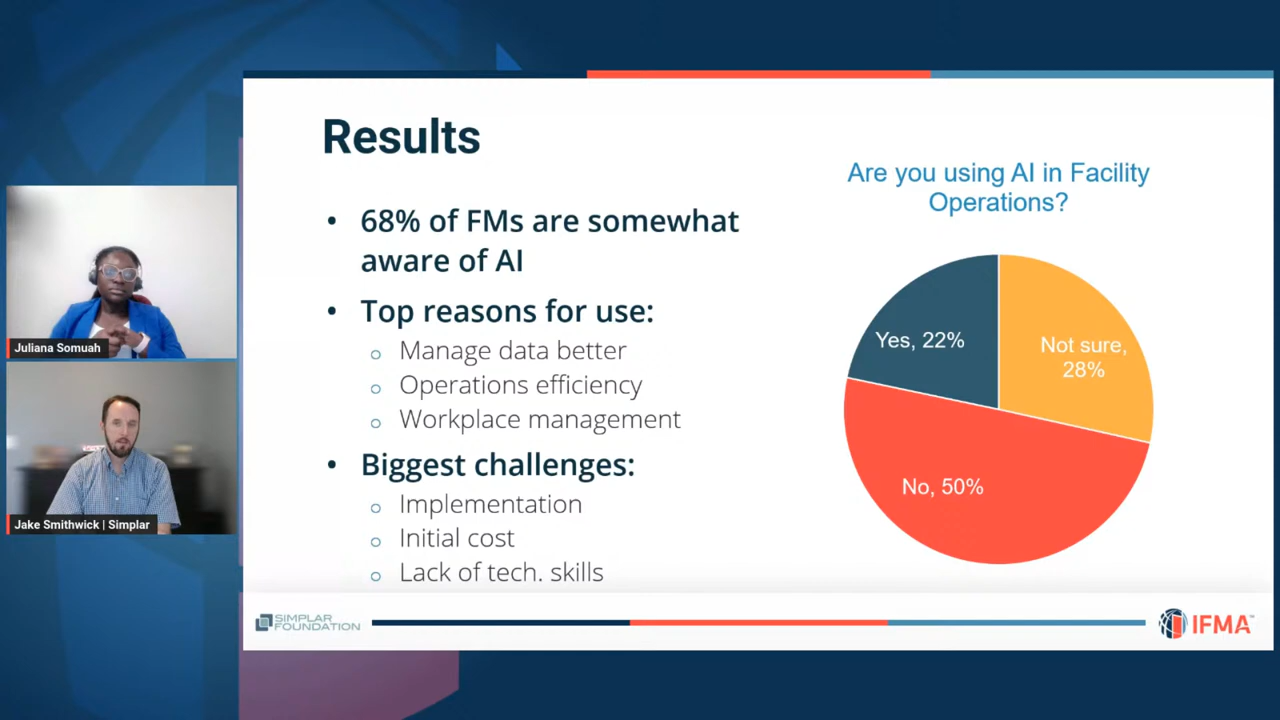 Results
• 68% of FMs are somewhat
aware of AI
• Top reasons for use:
o Manage data better
o Operations efficiency
o Workplace management
• Biggest challenges:
o Implementation
o Initial cost
o Lack of tech. skills
Are you using AI in Facility
Operations?
Yes, 22%
Not sure,
28%
No, 50%
Juliana Somuah
Jake Smithwick | Simplar
SIMPLAR
FOUNDATION
IFMA™